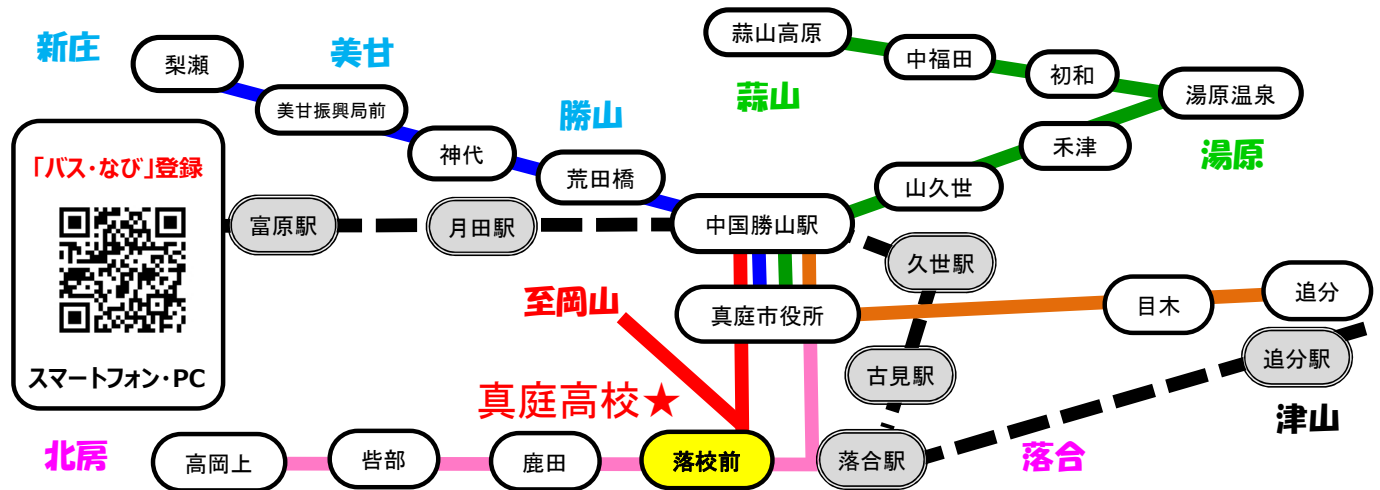 新庄
美甘
勝山
蒜山
湯原
梨瀬
美甘振興局前
神代
荒田橋
中国勝山駅
蒜山高原
中福田
初和
湯原温泉
禾津
山久世
「バス・なび」登録
スマートフォン・PC
富原駅
月田駅
久世駅
古見駅
至岡山
真庭市役所
目木
追分
追分駅
津山
真庭高校★
北房
高岡上
呰部
鹿田
落校前
落合駅
落合